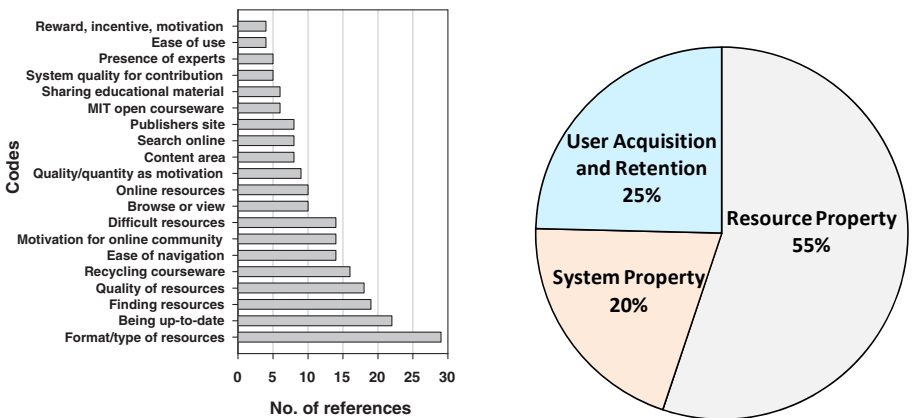 Codes
Reward, incentive, motivation
Ease of use
Presence of experts
System quality for contribution
Sharing educational material
MIT open courseware
Publishers site
Search online
Content area
Quality/quantity as motivation
Online resources
Browse or view
Difficult resources
Motivation for online community
Ease of navigation
Recycling courseware
Quality of resources
Finding resources
Being up-to-date
Format/type of resources
0 5 10 15 20 25 30
No. of references
User Acquisition
and Retention
25%
Resource Property
55%
System Property
20%